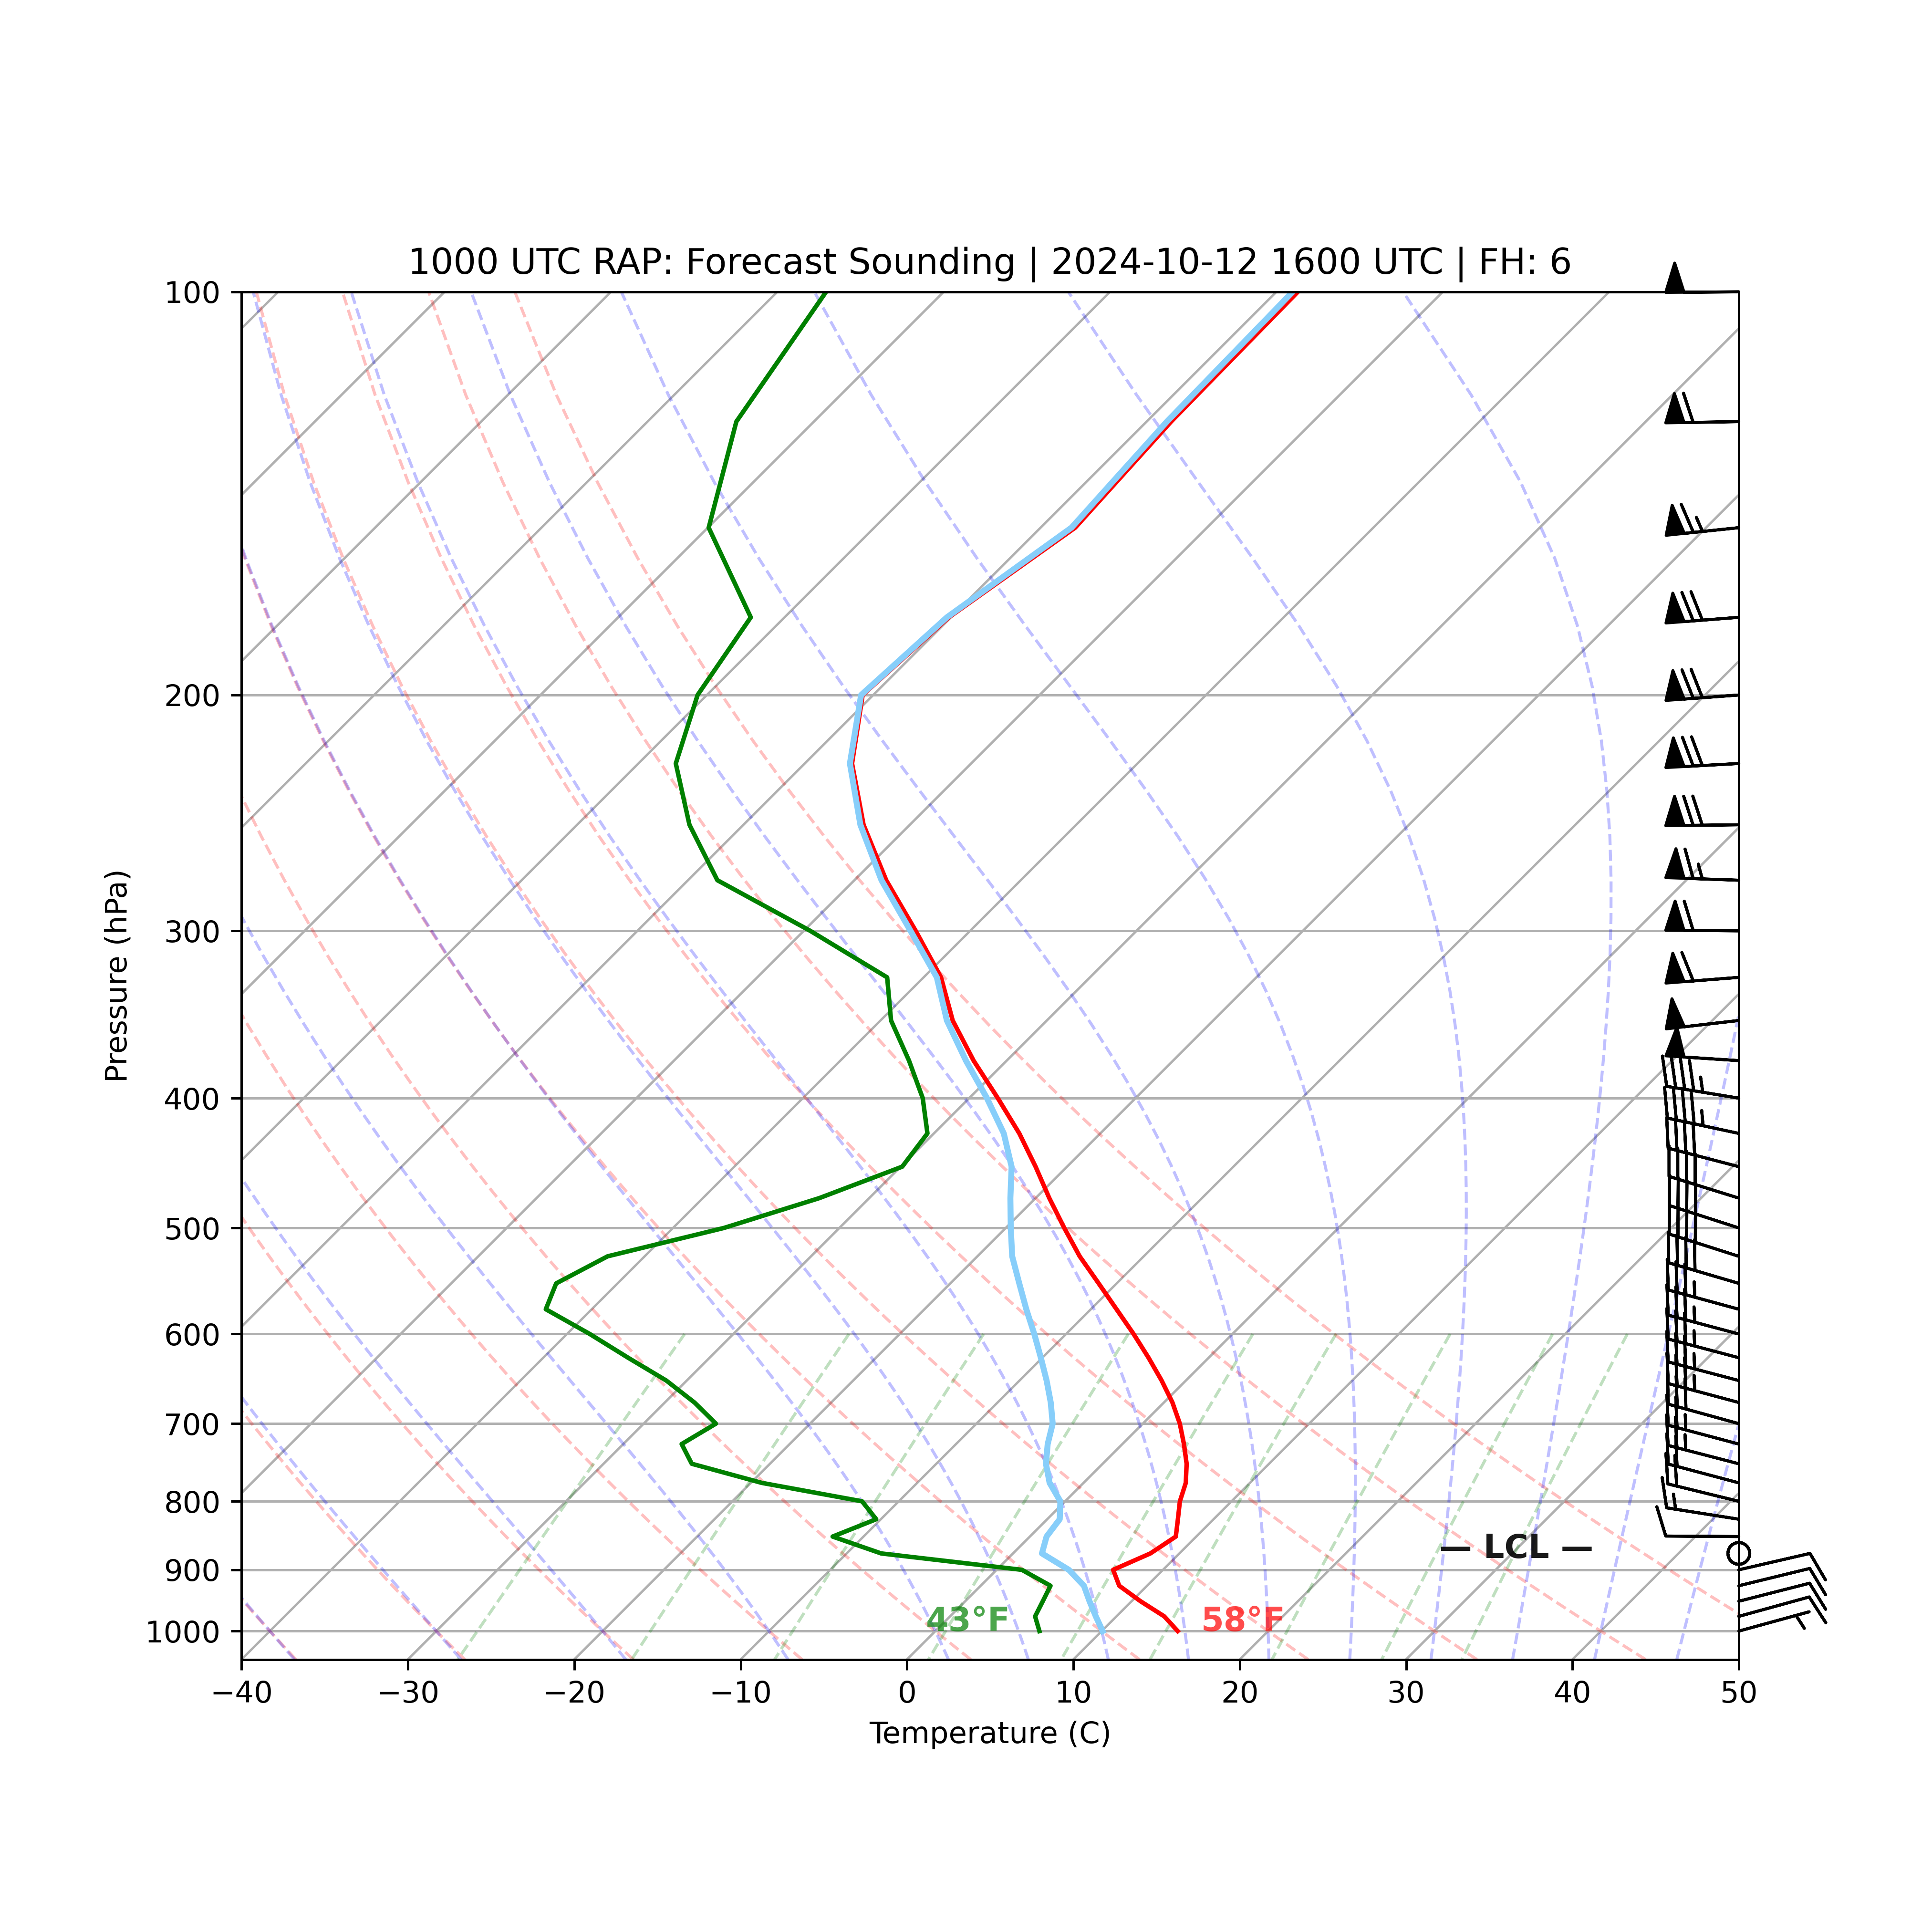 1000 UTC RAP: Forecast Sounding | 2024-10-12 1600 UTC | FH: 6
100
200
300
400
500
600
700
800
900
1000
Pressure (hPa)
— LCL —
43°F
58°F
−40 −30 −20 −10 0 10 20 30 40 50
Temperature (C)